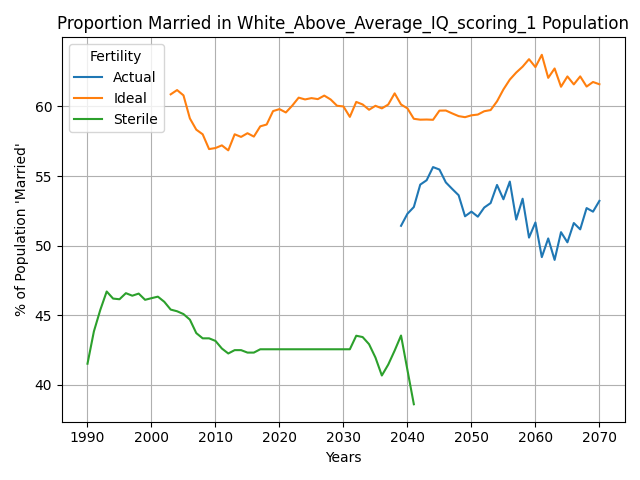 Proportion Married in White_Above_Average_IQ_scoring_1 Population
Fertility
Actual
Ideal
Sterile
% of Population 'Married'
60
55
50
45
40
1990 2000 2010 2020 2030 2040 2050 2060 2070
Years